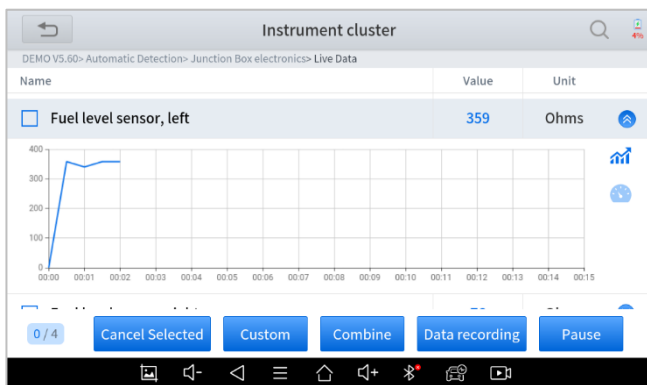 Instrument cluster
4%
DEMO V5.60> Automatic Detection> Junction Box electronics> Live Data
Name Value Unit
Fuel level sensor, left 359 Ohms
400
300
200
100
0
00:00 00:01 00:02 00:03 00:04 00:05 00:06 00:07 00:08 00:09 00:10 00:11 00:12 00:13 00:14 00:15
0 / 4 Cancel Selected Custom Combine Data recording Pause